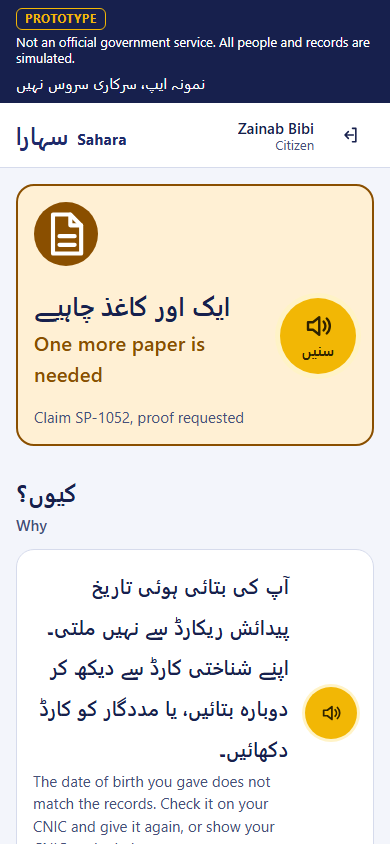 PROTOTYPE
Not an official government service. All people and records are
simulated.
نمونہ ایپ، سرکاری سروس نہیں
سہارا Sahara
Zainab Bibi
Citizen
ایک اور کاغذ چاہیے
One more paper is
needed
سنیں
Claim SP-1052, proof requested
کیوں؟
Why
آپ کی بتائی ہوئی تاریخ
پیدائش ریکارڈ سے نہیں ملتی۔
اپنے شناختی کارڈ سے دیکھ کر
دوبارہ بتائیں، یا مددگار کو کارڈ
دکھائیں۔
The date of birth you gave does not
match the records. Check it on your
CNIC and give it again, or show your